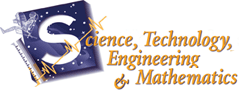 Science, Technology,
Engineering
& Mathematics